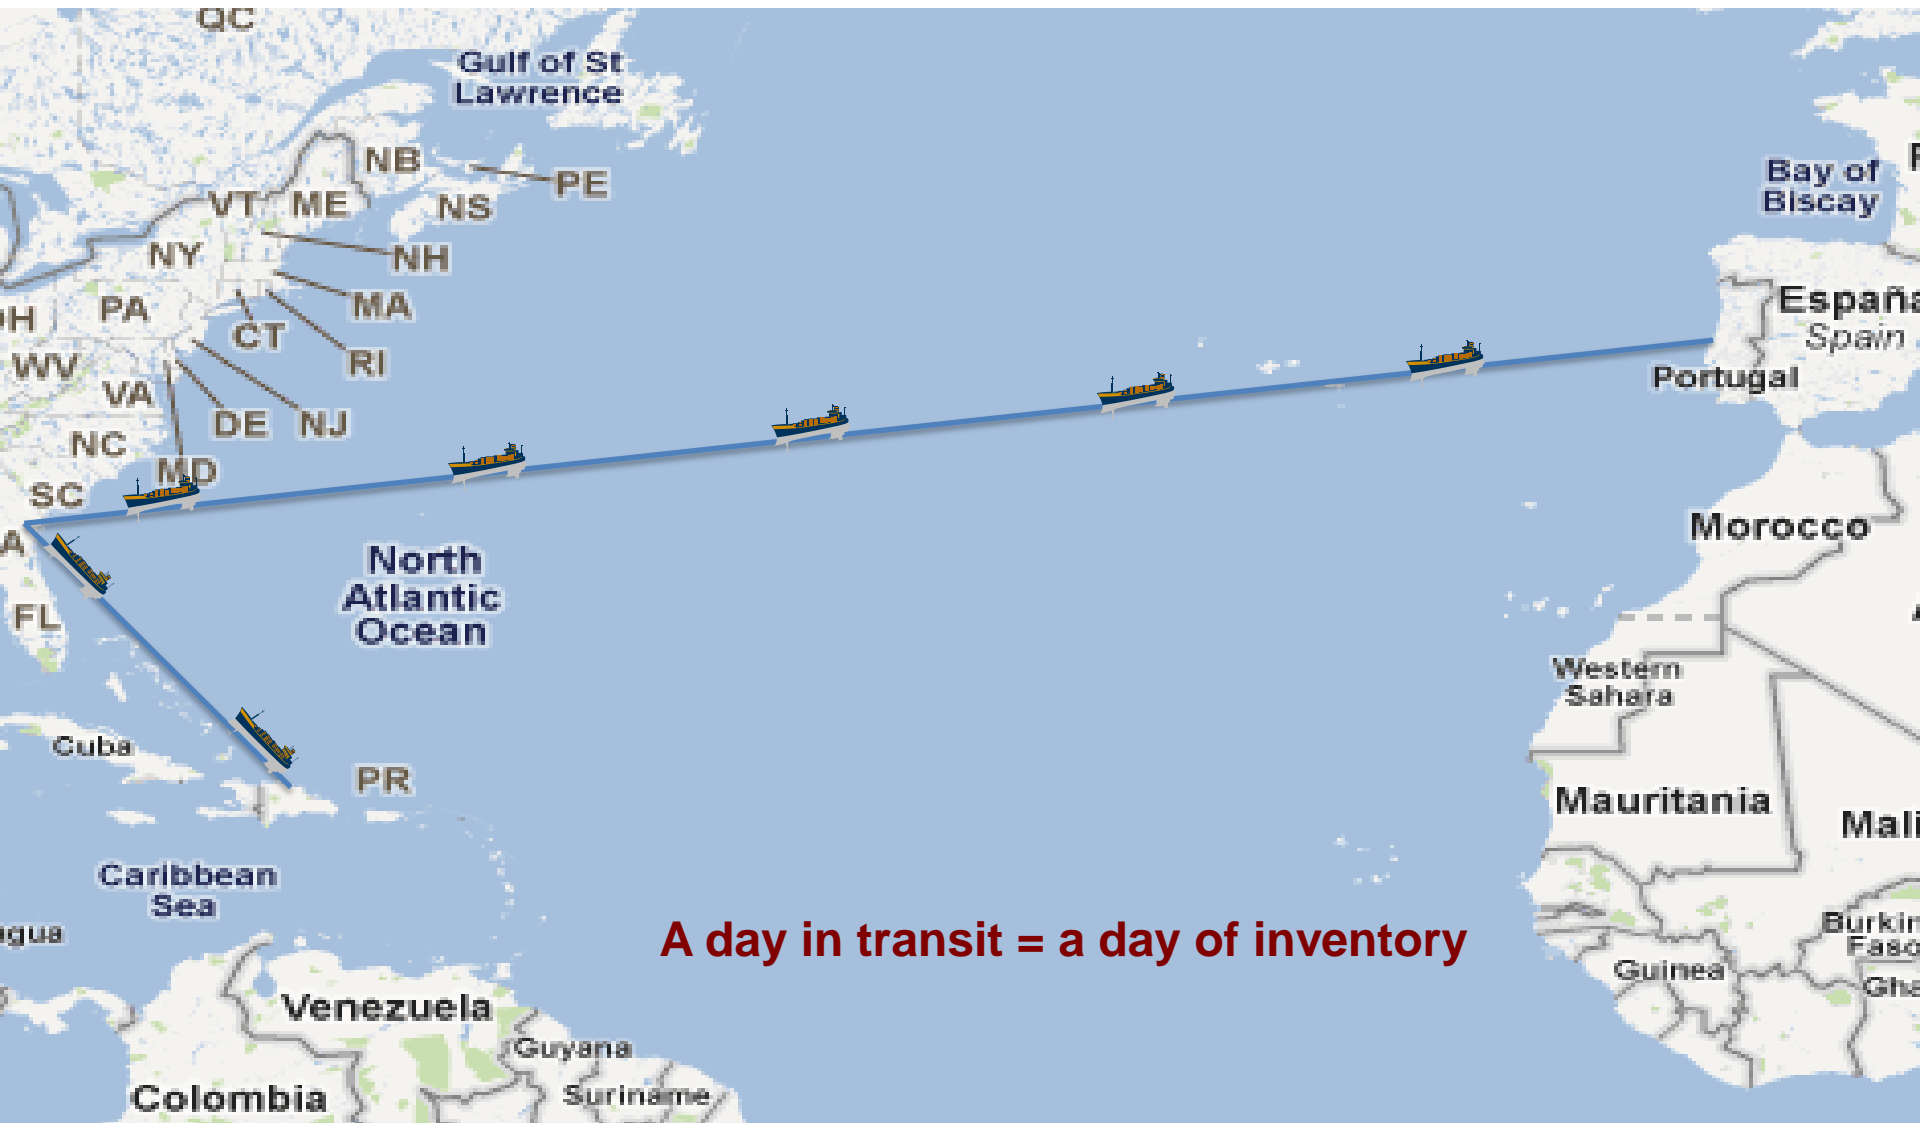 QC
Gulf of St
Lawrence
NB
PE
Bay of
Biscay
VT
ME
NS
NY
NH
MA
España
Spain
PA
CT
RI
WV
VA
Portugal
DE
NJ
NC
MD
SC
Morocco
North
Atlantic
Ocean
FL
Western
Sahara
Cuba
PR
Mauritania
Mali
Caribbean
Sea
A day in transit = a day of inventory
Guinea
Venezuela
Guyana
Suriname
Colombia